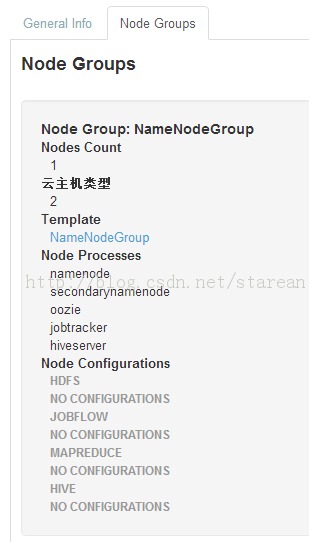 General Info
Node Groups
Node Groups
Node Group: NameNodeGroup
Nodes Count
1
云主机类型
2
Template
NameNodeGroup
Node Processes
namenode
http://blog.csdn.net/starean
secondarynamenode
oozie
jobtracker
hiveserver
Node Configurations
HDFS
NO CONFIGURATIONS
JOBFLOW
NO CONFIGURATIONS
MAPREDUCE
NO CONFIGURATIONS
HIVE
NO CONFIGURATIONS